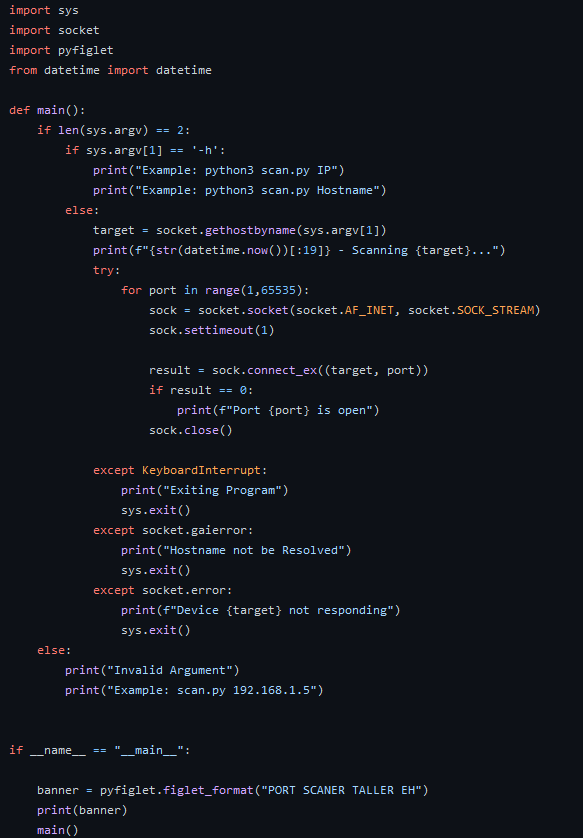 import sys
import socket
import pyfiglet
from datetime import datetime

def main():
    if len(sys.argv) == 2:
        if sys.argv[1] == '-h':
            print("Example: python3 scan.py IP")
            print("Example: python3 scan.py Hostname")
        else:
            target = socket.gethostbyname(sys.argv[1])
            print(f"{str(datetime.now())[:19]} - Scanning {target}...")
            try:
                for port in range(1,65535):
                    sock = socket.socket(socket.AF_INET, socket.SOCK_STREAM)
                    sock.settimeout(1)

                    result = sock.connect_ex((target, port))
                    if result == 0:
                        print(f"Port {port} is open")
                    sock.close()

            except KeyboardInterrupt:
                print("Exiting Program")
                sys.exit()
            except socket.gaierror:
                print("Hostname not be Resolved")
                sys.exit()
            except socket.error:
                print(f"Device {target} not responding")
                sys.exit()
    else:
        print("Invalid Argument")
        print("Example: scan.py 192.168.1.5")


if __name__ == "__main__":

    banner = pyfiglet.figlet_format("PORT SCANER TALLER EH")
    print(banner)
    main()